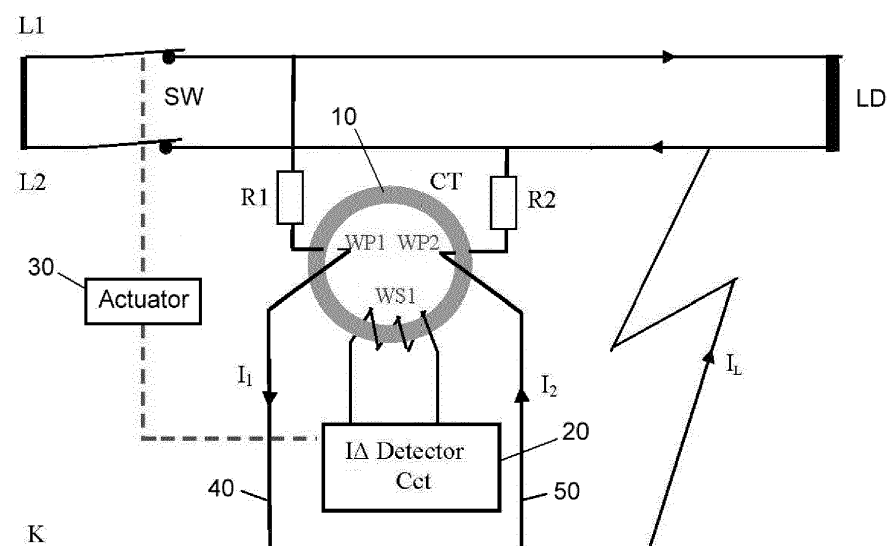 L1
SW
LD
10
L2
R1
CT
R2
WP1 WP2
30
Actuator
WS1
I₁
I₂
I_L
20
IΔ Detector
Cct
40
50
K